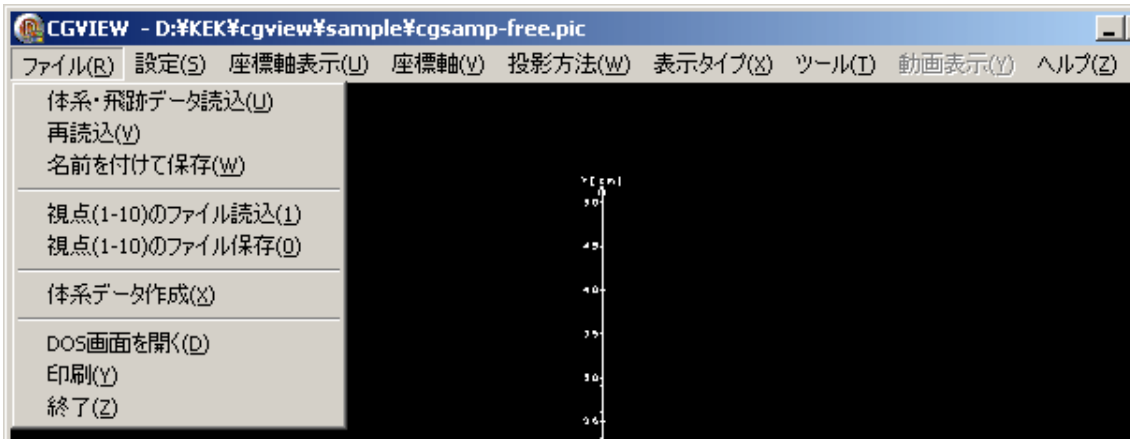 CGVIEW - D:¥KEK¥cgview¥sample¥cgsamp-free.pic
ファイル(R) 設定(S) 座標軸表示(U) 座標軸(V) 投影方法(W) 表示タイプ(X) ツール(T) 動画表示(Y) ヘルプ(Z)
体系・飛跡データ読込(U)
再読込(V)
名前を付けて保存(W)
視点(1-10)のファイル読込(1)
視点(1-10)のファイル保存(0)
体系データ作成(X)
DOS画面を開く(D)
印刷(Y)
終了(Z)
Y[cm]
45
40